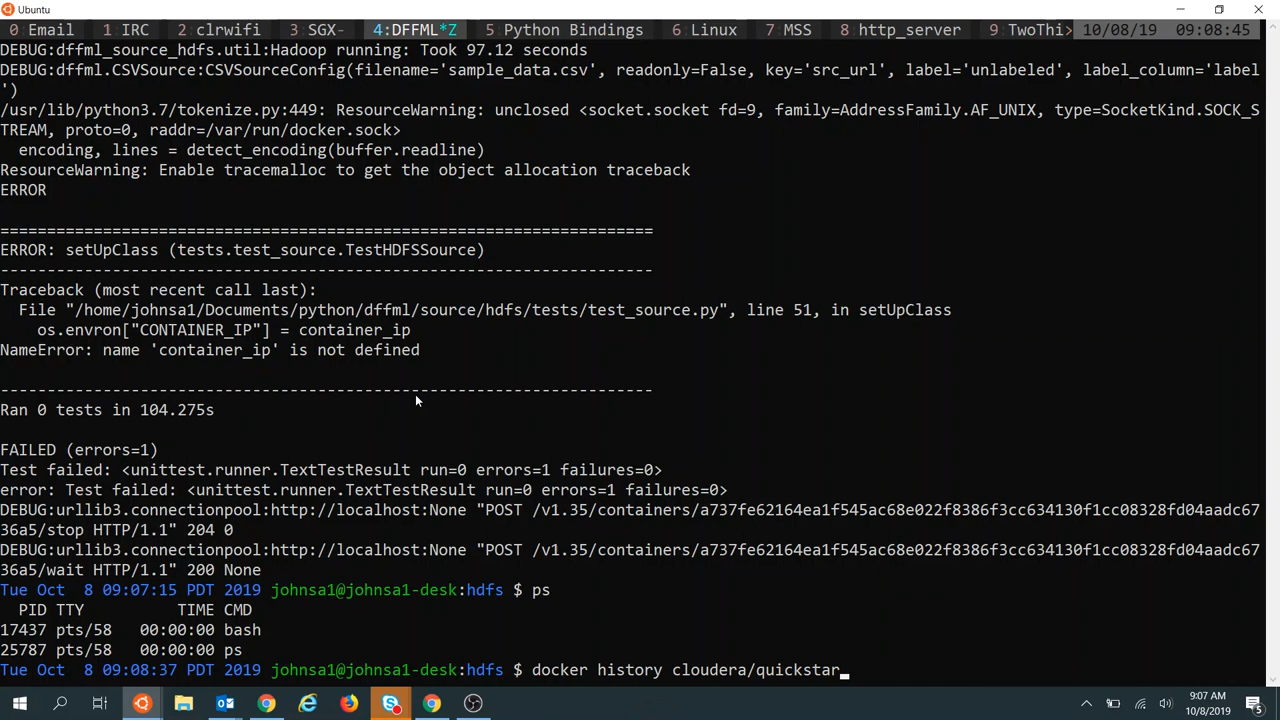 Ubuntu
0 Email 1 IRC 2 clrwifi 3 SGX- 4:DFFML*Z 5 Python Bindings 6 Linux 7 MSS 8 http_server 9 TwoThi> 10/08/19 09:08:45
DEBUG:dffml_source_hdfs.util:Hadoop running: Took 97.12 seconds
DEBUG:dffml.CSVSource:CSVSourceConfig(filename='sample_data.csv', readonly=False, key='src_url', label='unlabeled', label_column='label
')
/usr/lib/python3.7/tokenize.py:449: ResourceWarning: unclosed <socket.socket fd=9, family=AddressFamily.AF_UNIX, type=SocketKind.SOCK_S
TREAM, proto=0, raddr=/var/run/docker.sock>
encoding, lines = detect_encoding(buffer.readline)
ResourceWarning: Enable tracemalloc to get the object allocation traceback
ERROR
======================================================================
ERROR: setUpClass (tests.test_source.TestHDFSSource)
----------------------------------------------------------------------
Traceback (most recent call last):
File "/home/johnsa1/Documents/python/dffml/source/hdfs/tests/test_source.py", line 51, in setUpClass
os.envron["CONTAINER_IP"] = container_ip
NameError: name 'container_ip' is not defined
----------------------------------------------------------------------
Ran 0 tests in 104.275s
FAILED (errors=1)
Test failed: <unittest.runner.TextTestResult run=0 errors=1 failures=0>
error: Test failed: <unittest.runner.TextTestResult run=0 errors=1 failures=0>
DEBUG:urllib3.connectionpool:http://localhost:None "POST /v1.35/containers/a737fe62164ea1f545ac68e022f8386f3cc634130f1cc08328fd04aadc67
36a5/stop HTTP/1.1" 204 0
DEBUG:urllib3.connectionpool:http://localhost:None "POST /v1.35/containers/a737fe62164ea1f545ac68e022f8386f3cc634130f1cc08328fd04aadc67
36a5/wait HTTP/1.1" 200 None
Tue Oct 8 09:07:15 PDT 2019 johnsa1@johnsa1-desk:hdfs $ ps
PID TTY TIME CMD
17437 pts/58 00:00:00 bash
25787 pts/58 00:00:00 ps
Tue Oct 8 09:08:37 PDT 2019 johnsa1@johnsa1-desk:hdfs $ docker history cloudera/quickstar
9:07 AM
10/8/2019
5